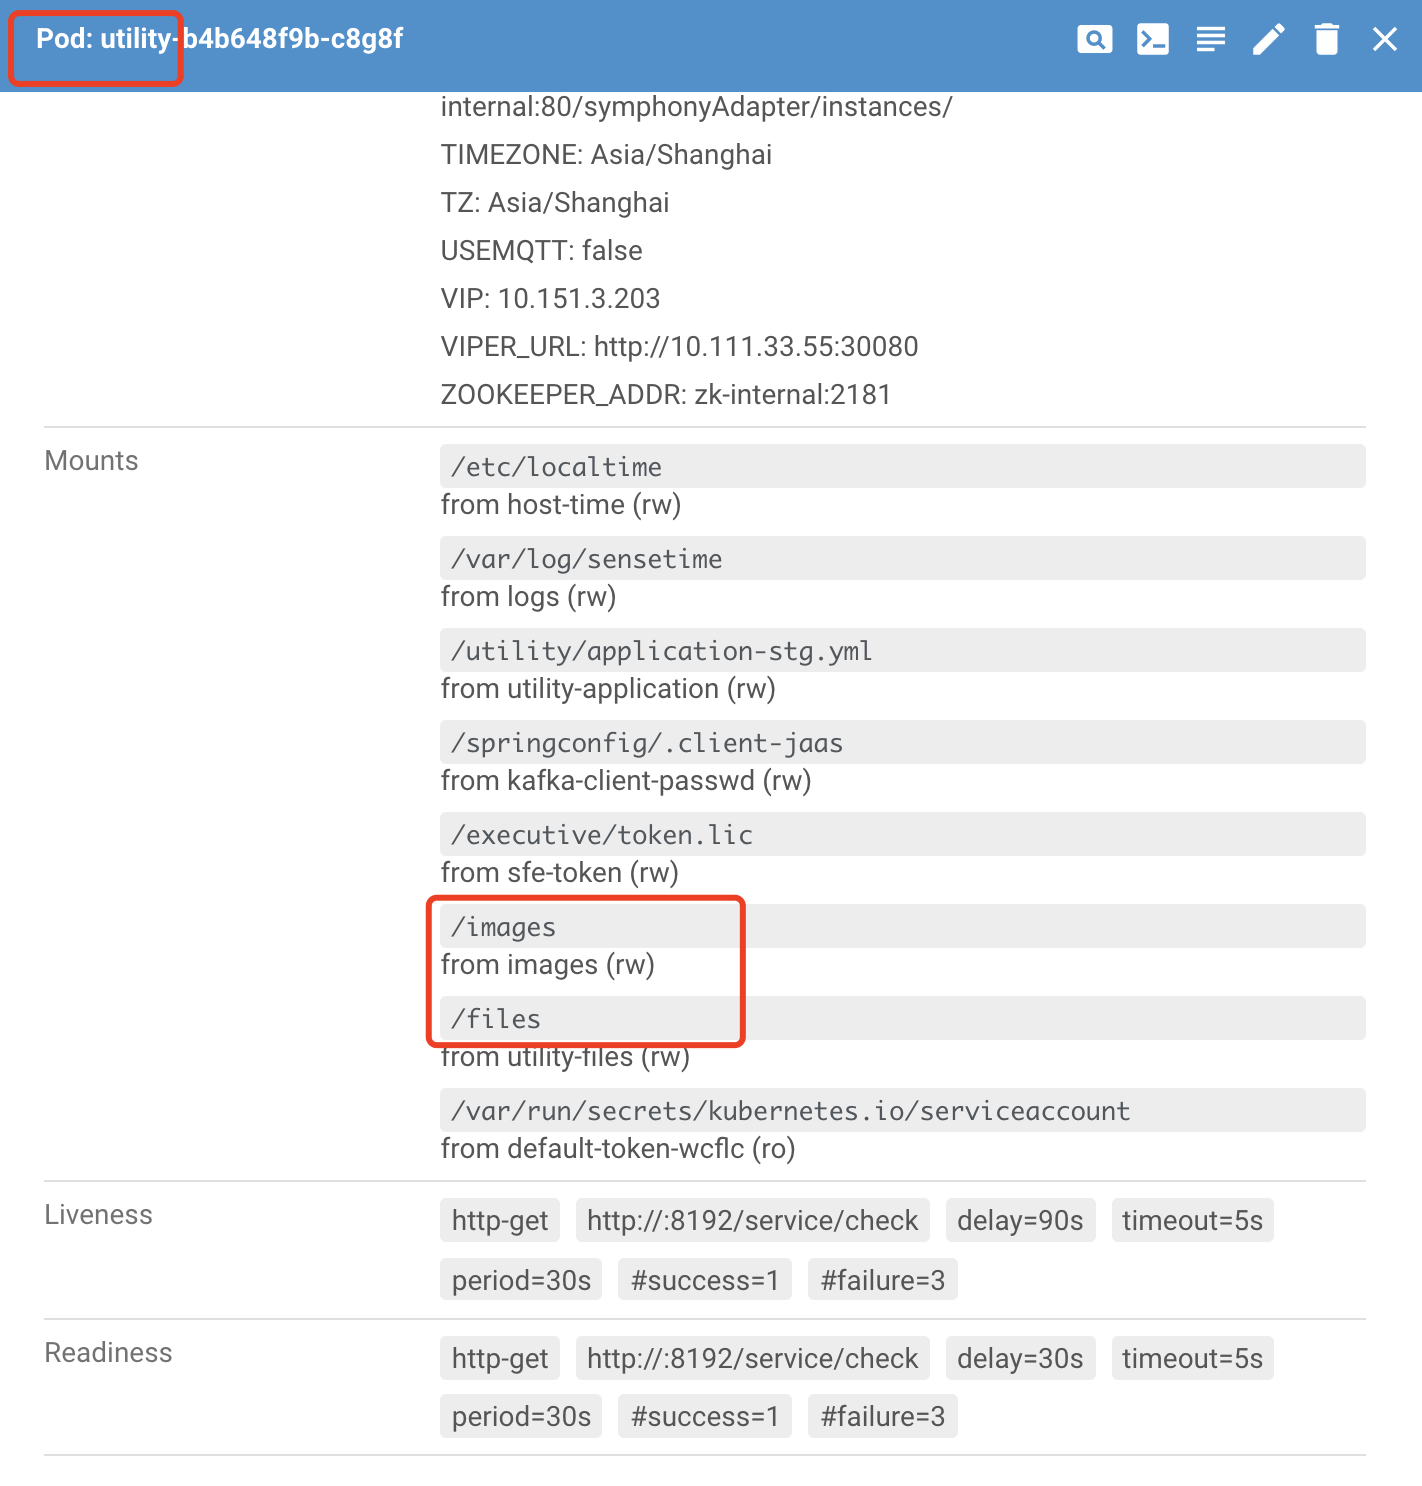 Pod: utility-b4b648f9b-c8g8f
internal:80/symphonyAdapter/instances/
TIMEZONE: Asia/Shanghai
TZ: Asia/Shanghai
USEMQTT: false
VIP: 10.151.3.203
VIPER_URL: http://10.111.33.55:30080
ZOOKEEPER_ADDR: zk-internal:2181
Mounts
/etc/localtime
from host-time (rw)
/var/log/sensetime
from logs (rw)
/utility/application-stg.yml
from utility-application (rw)
/springconfig/.client-jaas
from kafka-client-passwd (rw)
/executive/token.lic
from sfe-token (rw)
/images
from images (rw)
/files
from utility-files (rw)
/var/run/secrets/kubernetes.io/serviceaccount
from default-token-wcflc (ro)
Liveness
http-get http://:8192/service/check delay=90s timeout=5s
period=30s #success=1 #failure=3
Readiness
http-get http://:8192/service/check delay=30s timeout=5s
period=30s #success=1 #failure=3